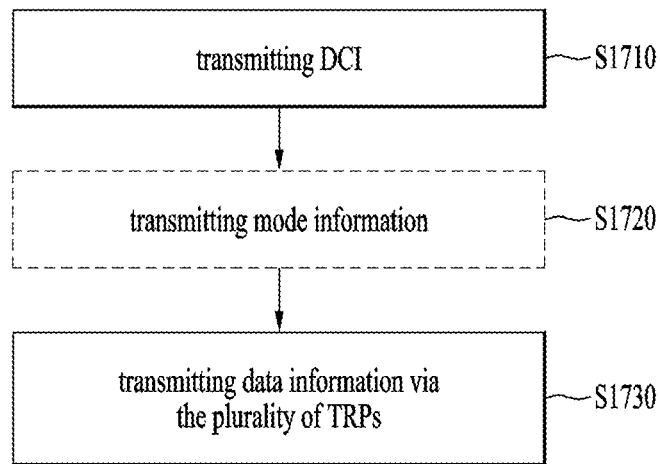 transmitting DCI
S1710
transmitting mode information
S1720
transmitting data information via
the plurality of TRPs
S1730